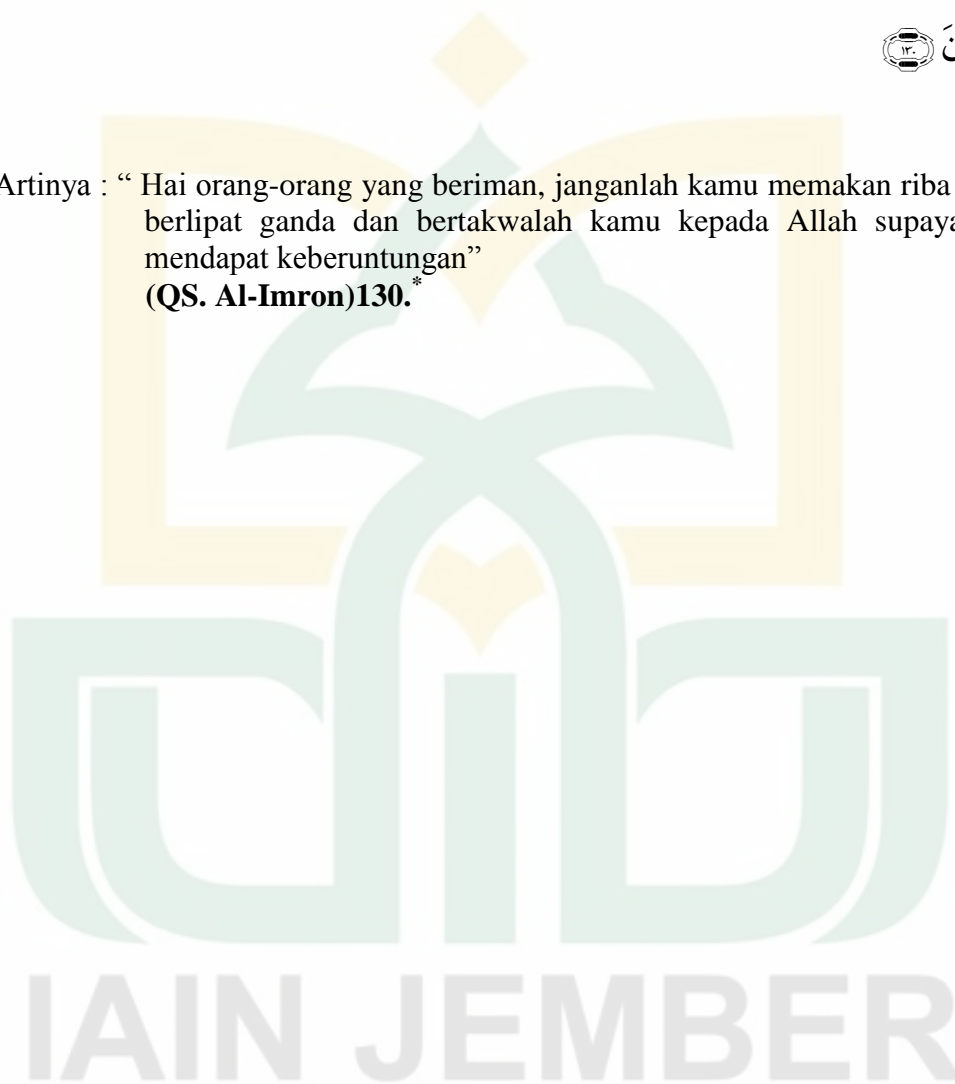 نَ ١٣٠
Artinya : “ Hai orang-orang yang beriman, janganlah kamu memakan riba
berlipat ganda dan bertakwalah kamu kepada Allah supaya
mendapat keberuntungan”
(QS. Al-Imron)130.*
IAIN JEMBER